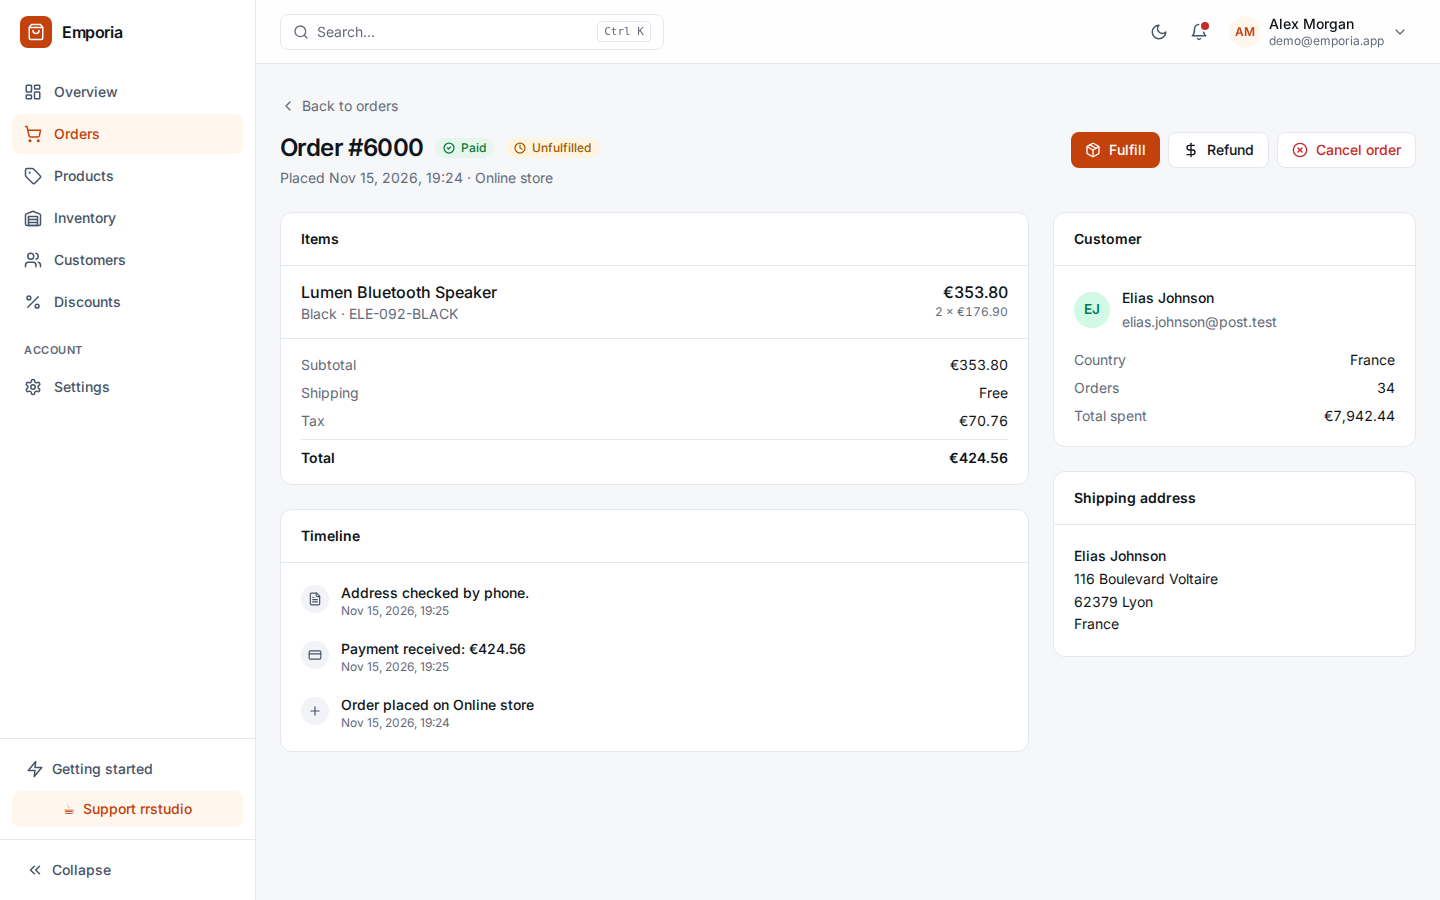 Emporia
Search...
Ctrl K
AM
Alex Morgan
demo@emporia.app
Overview
Orders
Products
Inventory
Customers
Discounts
ACCOUNT
Settings
Getting started
Support rrstudio
Collapse
Back to orders
Order #6000
Paid
Unfulfilled
Placed Nov 15, 2026, 19:24 · Online store
Fulfill
Refund
Cancel order
Items
Lumen Bluetooth Speaker
€353.80
Black · ELE-092-BLACK
2 × €176.90
Subtotal
€353.80
Shipping
Free
Tax
€70.76
Total
€424.56
Timeline
Address checked by phone.
Nov 15, 2026, 19:25
Payment received: €424.56
Nov 15, 2026, 19:25
Order placed on Online store
Nov 15, 2026, 19:24
Customer
EJ
Elias Johnson
elias.johnson@post.test
Country
France
Orders
34
Total spent
€7,942.44
Shipping address
Elias Johnson
116 Boulevard Voltaire
62379 Lyon
France